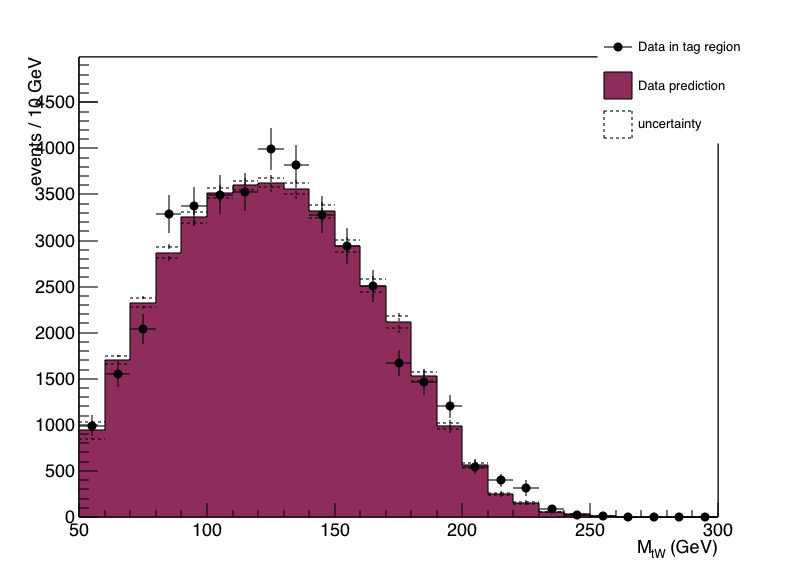 Data in tag region
Data prediction
uncertainty
events / 10 GeV
4500
4000
3500
3000
2500
2000
1500
1000
500
0
50 100 150 200 250 300
MtW (GeV)